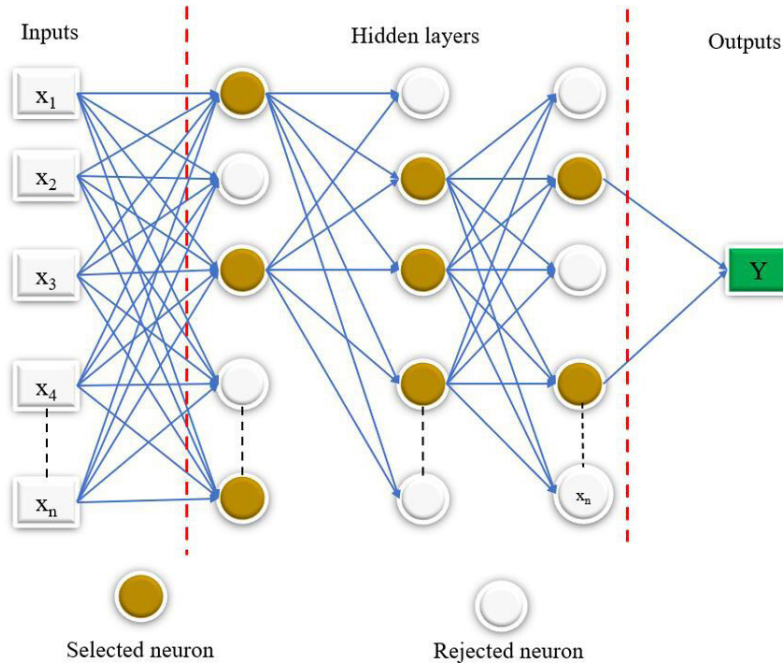 Inputs
Hidden layers
Outputs
x1
x2
x3
x4
xn
xn
Y
Selected neuron
Rejected neuron